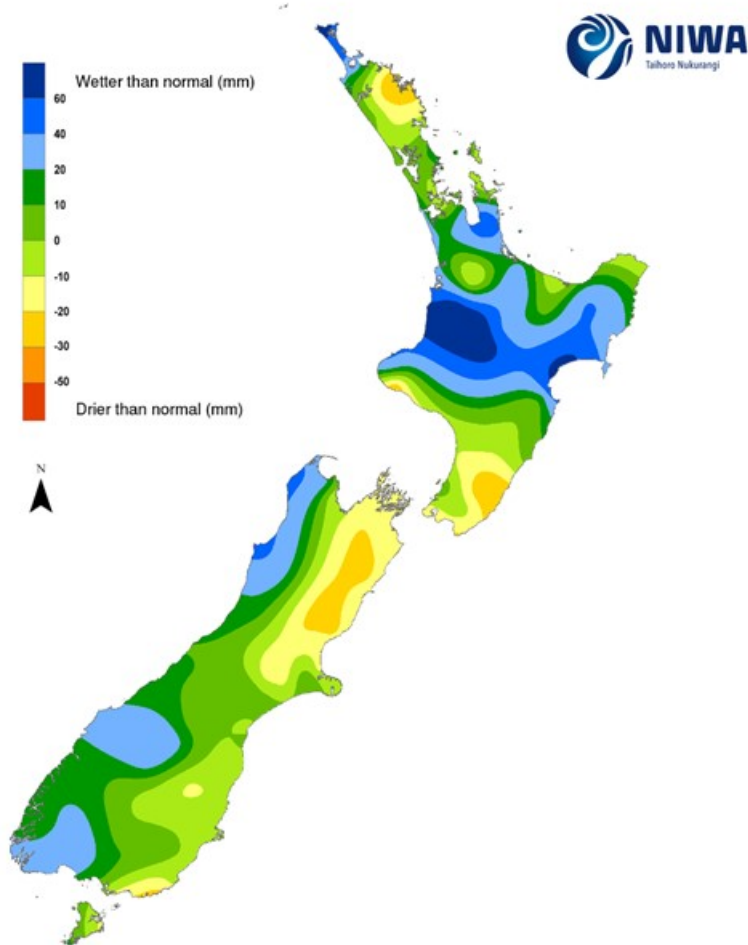 NIWA
Taihoro Nukurangi
Wetter than normal (mm)
60
40
20
10
0
-10
-20
-30
-50
Drier than normal (mm)
N